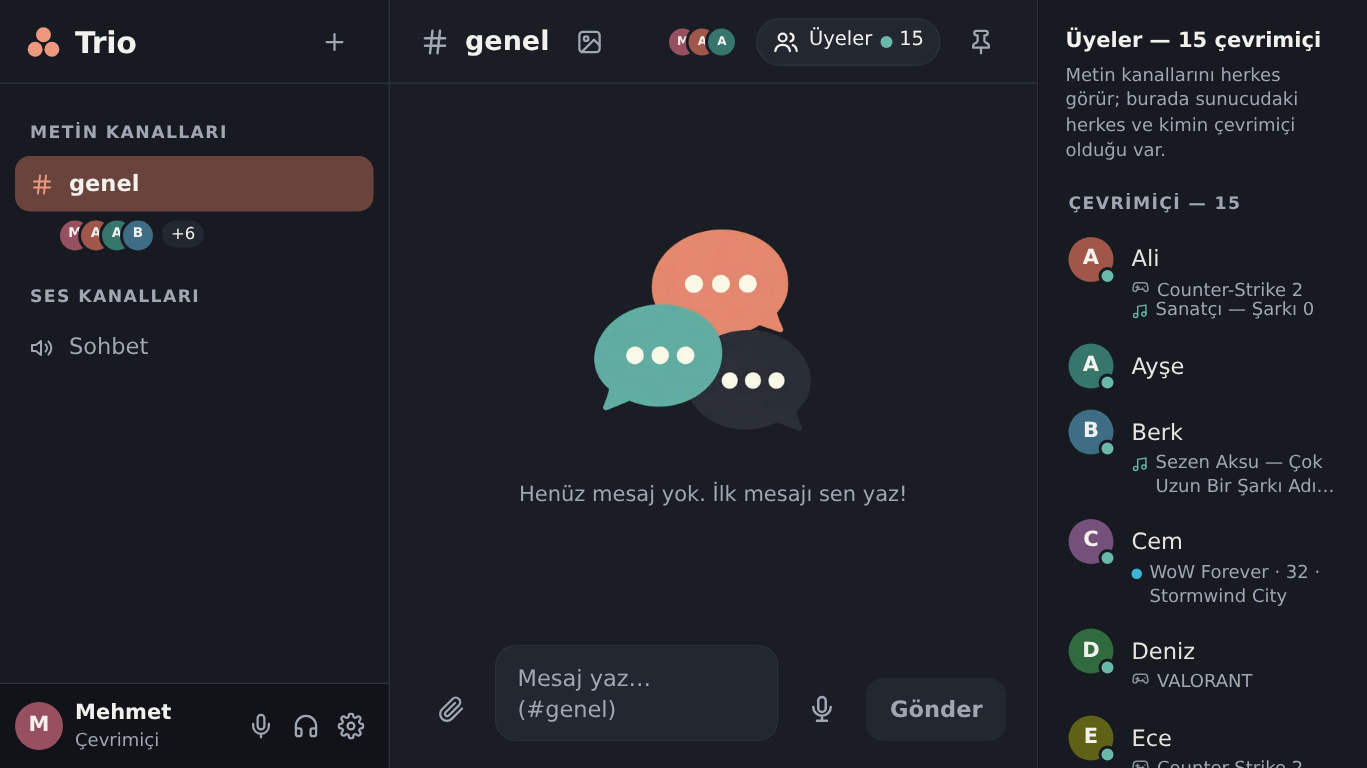 Trio
METİN KANALLARI
# genel
M A A B +6
SES KANALLARI
Sohbet
M Mehmet
Çevrimiçi
# genel
M A A Üyeler 15
Henüz mesaj yok. İlk mesajı sen yaz!
Mesaj yaz…
(#genel)
Gönder
Üyeler — 15 çevrimiçi
Metin kanallarını herkes
görür; burada sunucudaki
herkes ve kimin çevrimiçi
olduğu var.
ÇEVRİMİÇİ — 15
A Ali
Counter-Strike 2
Sanatçı — Şarkı 0
A Ayşe
B Berk
Sezen Aksu — Çok
Uzun Bir Şarkı Adı…
C Cem
WoW Forever · 32 ·
Stormwind City
D Deniz
VALORANT
E Ece
Counter-Strike 2